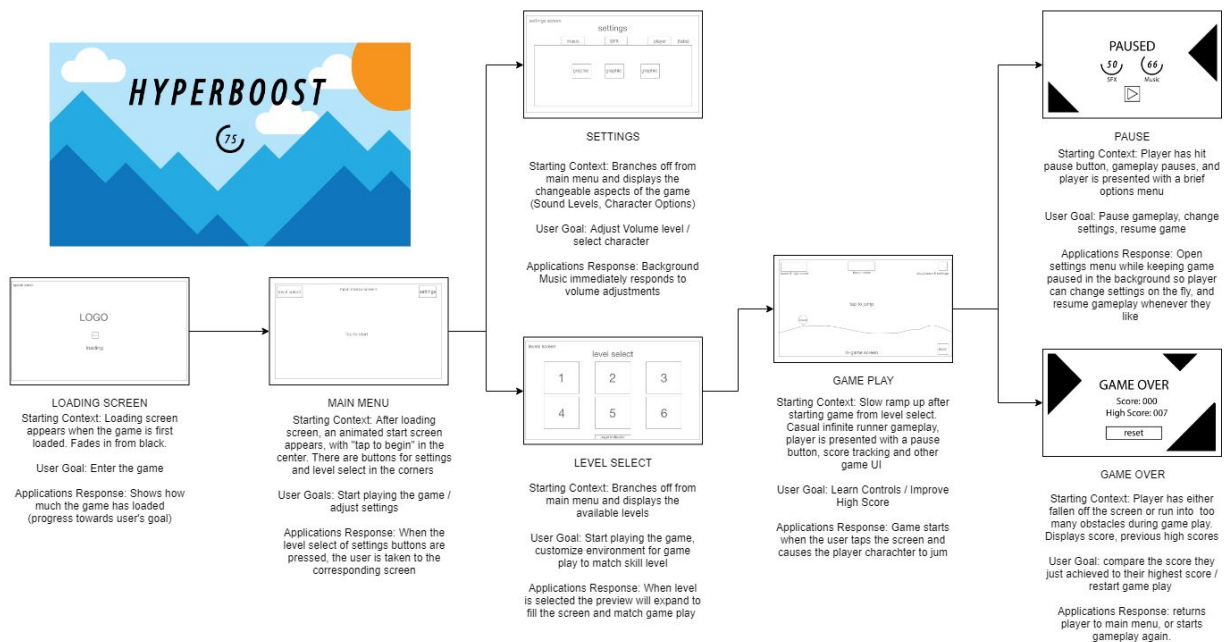 HYPERBOOST
75
LOGO
loading
LOADING SCREEN
Starting Context: Loading screen
appears when the game is first
loaded. Fades in from black.
User Goal: Enter the game
Applications Response: Shows how
much the game has loaded
(progress towards user's goal)
level select
main menu screen
settings
MAIN MENU
Starting Context: After loading
screen, an animated start screen
appears, with "tap to begin" in the
center. There are buttons for settings
and level select in the corners
User Goals: Start playing the game /
adjust settings
Applications Response: When the
level select of settings buttons are
pressed, the user is taken to the
corresponding screen
settings screen
settings
music
SFX
player
graphic
graphic
graphic
SETTINGS
Starting Context: Branches off from
main menu and displays the
changeable aspects of the game
(Sound Levels, Character Options)
User Goal: Adjust Volume level /
select character
Applications Response: Background
Music immediately responds to
volume adjustments
levels screen
level select
1 2 3
4 5 6
LEVEL SELECT
Starting Context: Branches off from
main menu and displays the
available levels
User Goal: Start playing the game,
customize environment for game
play to match skill level
Applications Response: When level
is selected the preview will expand to
fill the screen and match game play
tap to jump
in-game screen
GAME PLAY
Starting Context: Slow ramp up after
starting game from level select.
Casual infinite runner gameplay,
player is presented with a pause
button, score tracking and other
game UI
User Goal: Learn Controls / Improve
High Score
Applications Response: Game starts
when the user taps the screen and
causes the player charachter to jum
PAUSED
50 66
SFX Music
PAUSE
Starting Context: Player has hit
pause button, gameplay pauses, and
player is presented with a brief
options menu
User Goal: Pause gameplay, change
settings, resume game
Applications Response: Open
settings menu while keeping game
paused in the background so player
can change settings on the fly, and
resume gameplay whenever they
like
GAME OVER
Score: 000
High Score: 007
reset
GAME OVER
Starting Context: Player has either
fallen off the screen or run into too
many obstacles during game play.
Displays score, previous high scores
User Goal: compare the score they
just achieved to their highest score /
restart game play
Applications Response: returns
player to main menu, or starts
gameplay again.